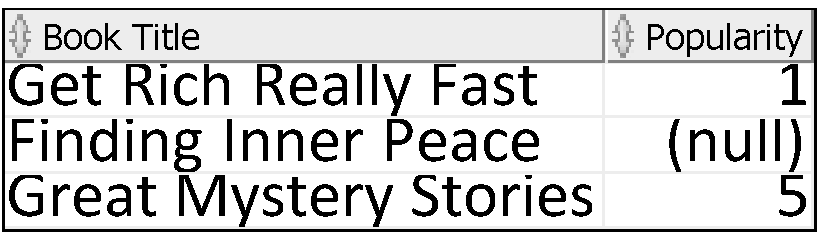 Book Title Popularity
Get Rich Really Fast 1
Finding Inner Peace (null)
Great Mystery Stories 5